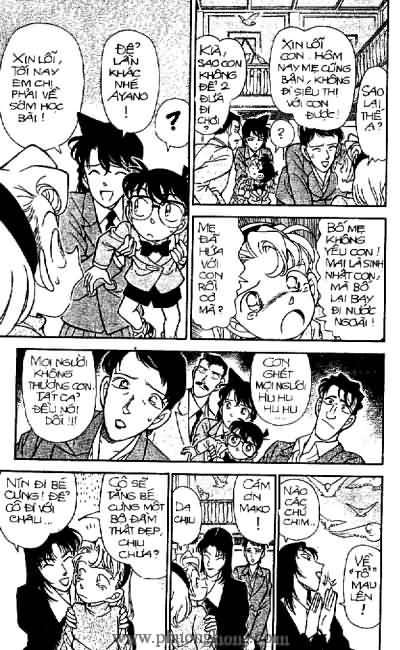 XIN LỖI
CON. HÔM
NAY MẸ CŨNG
BẬN, KHÔNG
ĐI SIÊU THỊ
VỚI CON
ĐƯỢC!
SAO
LẠI
THẾ
Ạ?
KÌA,
SAO CON
KHÔNG
ĐỂ 2
ĐỨA
ĐI
CHƠI?
?
BỐ MẸ
KHÔNG
YÊU CON!
MAI LÀ SINH
NHẬT CON,
MÀ BỐ
LẠI BAY
ĐI NƯỚC
NGOÀI!
MẸ
ĐÃ
HỨA
VỚI
CON
RỒI
CƠ
MÀ?
?
ĐỂ
LẦN
KHÁC
NHÉ
AYANO
!
XIN LỖI,
TỐI NAY
EM CHỊ
PHẢI VỀ
SỚM HỌC
BÀI!
CON
GHÉT
MỌI NGƯỜI
HU HU
HU...
MỌI NGƯỜI
KHÔNG
THƯƠNG CON.
TẤT CẢ
ĐỀU NÓI
DỐI!!!
NÀO
CÁC
CHÚ
CHIM...
VỀ
"TỔ"
MAU
LÊN!
CẢM
ƠN
MAKO
!
DẠ
CHỊU
CÔ SẼ
TẶNG BÉ
CƯNG MỘT
BỘ ĐẦM
THẬT ĐẸP,
CHỊU
CHƯA?
NÍN ĐI BÉ
CƯNG! ĐỂ
CÔ ĐI VỚI
CHÁU...
www.phuonghong.com